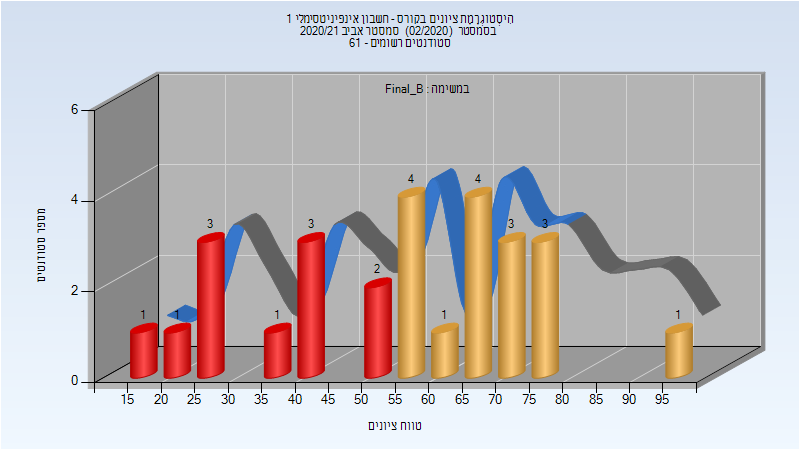 היסטוגרמת ציונים בקורס - חשבון אינפיניטסימלי 1
בסמסטר (02/2020) סמסטר אביב 2020/21
סטודנטים רשומים - 61
במשימה : Final_B
מספר סטודנטים
6
4
2
0
1 1 3 1 3 2 4 1 4 3 3 1
15 20 25 30 35 40 45 50 55 60 65 70 75 80 85 90 95
טווח ציונים